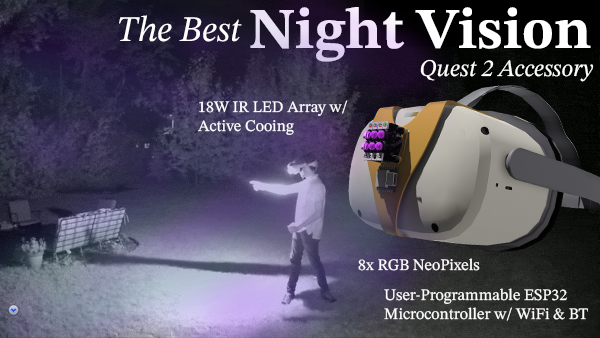 The Best Night Vision
Quest 2 Accessory
18W IR LED Array w/
Active Cooing
8x RGB NeoPixels
User-Programmable ESP32
Microcontroller w/ WiFi & BT